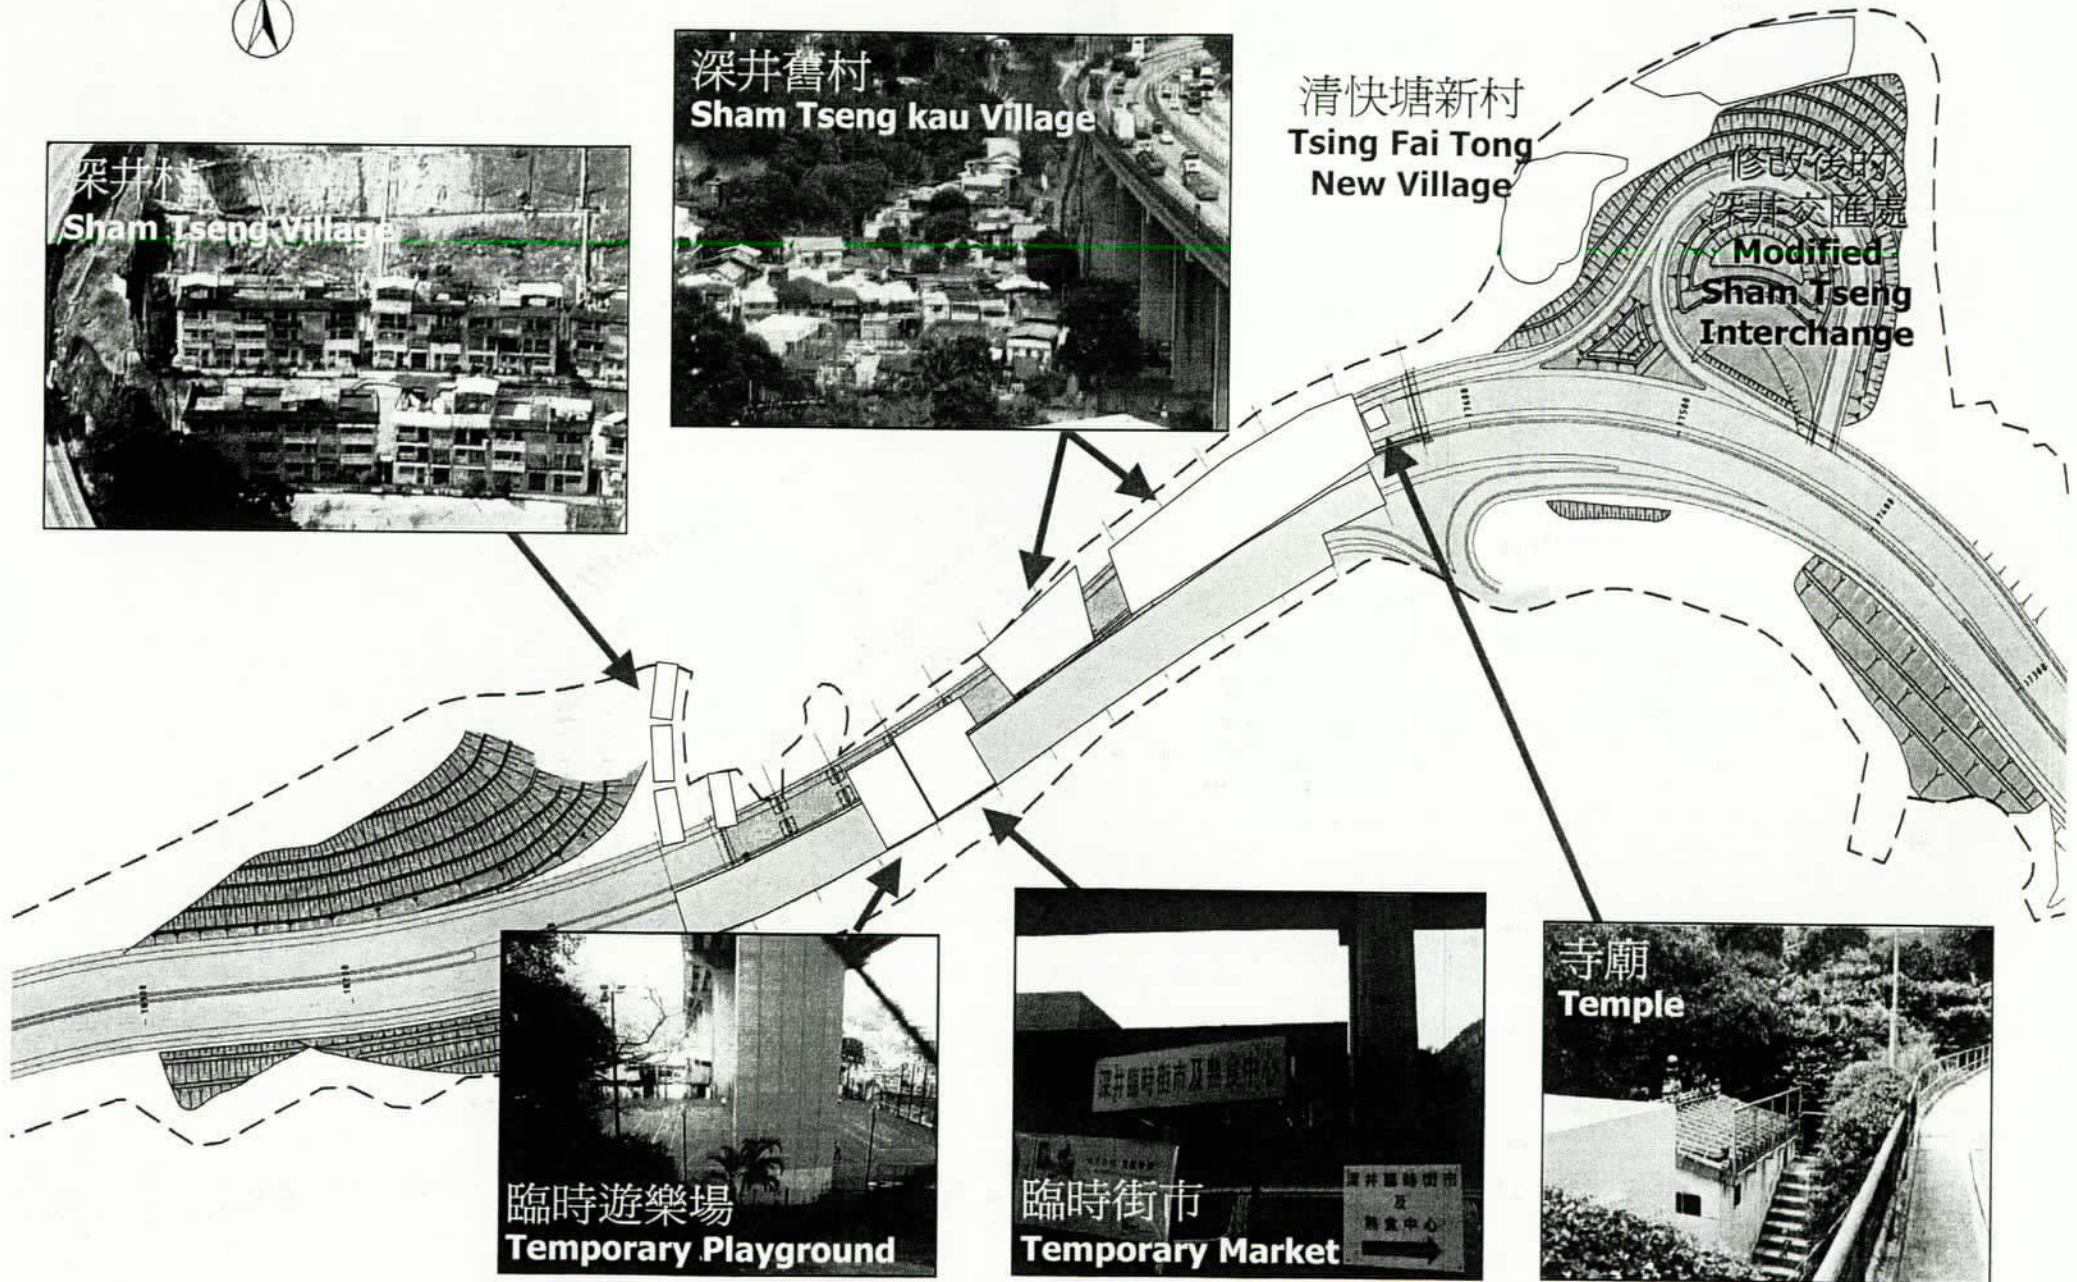 深井村
Sham Tseng Village
深井舊村
Sham Tseng kau Village
清快塘新村
Tsing Fai Tong
New Village
修改後的
深井交匯處
Modified
Sham Tseng
Interchange
臨時遊樂場
Temporary Playground
深井臨時街市及熟食中心
深井臨時街市
及
熟食中心
臨時街市
Temporary Market
寺廟
Temple